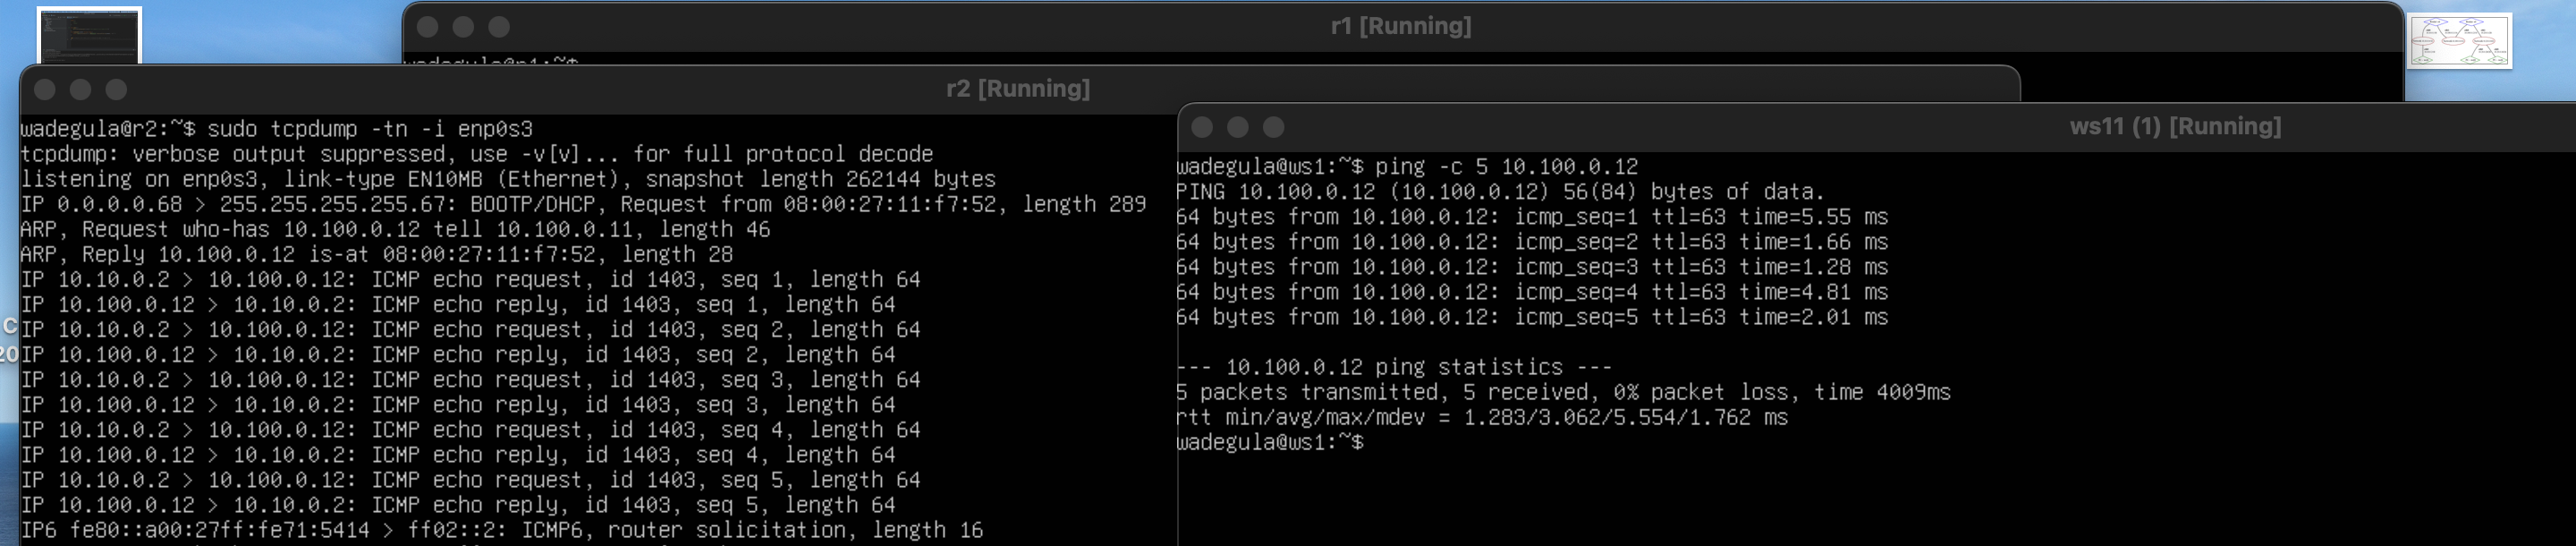 r1 [Running]
wadegula@r1:~$
r2 [Running]
wadegula@r2:~$ sudo tcpdump -tn -i enp0s3
tcpdump: verbose output suppressed, use -v[v]... for full protocol decode
listening on enp0s3, link-type EN10MB (Ethernet), snapshot length 262144 bytes
IP 0.0.0.0.68 > 255.255.255.255.67: BOOTP/DHCP, Request from 08:00:27:11:f7:52, length 289
ARP, Request who-has 10.100.0.12 tell 10.100.0.11, length 46
ARP, Reply 10.100.0.12 is-at 08:00:27:11:f7:52, length 28
IP 10.10.0.2 > 10.100.0.12: ICMP echo request, id 1403, seq 1, length 64
IP 10.100.0.12 > 10.10.0.2: ICMP echo reply, id 1403, seq 1, length 64
IP 10.10.0.2 > 10.100.0.12: ICMP echo request, id 1403, seq 2, length 64
IP 10.100.0.12 > 10.10.0.2: ICMP echo reply, id 1403, seq 2, length 64
IP 10.10.0.2 > 10.100.0.12: ICMP echo request, id 1403, seq 3, length 64
IP 10.100.0.12 > 10.10.0.2: ICMP echo reply, id 1403, seq 3, length 64
IP 10.10.0.2 > 10.100.0.12: ICMP echo request, id 1403, seq 4, length 64
IP 10.100.0.12 > 10.10.0.2: ICMP echo reply, id 1403, seq 4, length 64
IP 10.10.0.2 > 10.100.0.12: ICMP echo request, id 1403, seq 5, length 64
IP 10.100.0.12 > 10.10.0.2: ICMP echo reply, id 1403, seq 5, length 64
IP6 fe80::a00:27ff:fe71:5414 > ff02::2: ICMP6, router solicitation, length 16
ws11 (1) [Running]
wadegula@ws1:~$ ping -c 5 10.100.0.12
PING 10.100.0.12 (10.100.0.12) 56(84) bytes of data.
64 bytes from 10.100.0.12: icmp_seq=1 ttl=63 time=5.55 ms
64 bytes from 10.100.0.12: icmp_seq=2 ttl=63 time=1.66 ms
64 bytes from 10.100.0.12: icmp_seq=3 ttl=63 time=1.28 ms
64 bytes from 10.100.0.12: icmp_seq=4 ttl=63 time=4.81 ms
64 bytes from 10.100.0.12: icmp_seq=5 ttl=63 time=2.01 ms
--- 10.100.0.12 ping statistics ---
5 packets transmitted, 5 received, 0% packet loss, time 4009ms
rtt min/avg/max/mdev = 1.283/3.062/5.554/1.762 ms
wadegula@ws1:~$